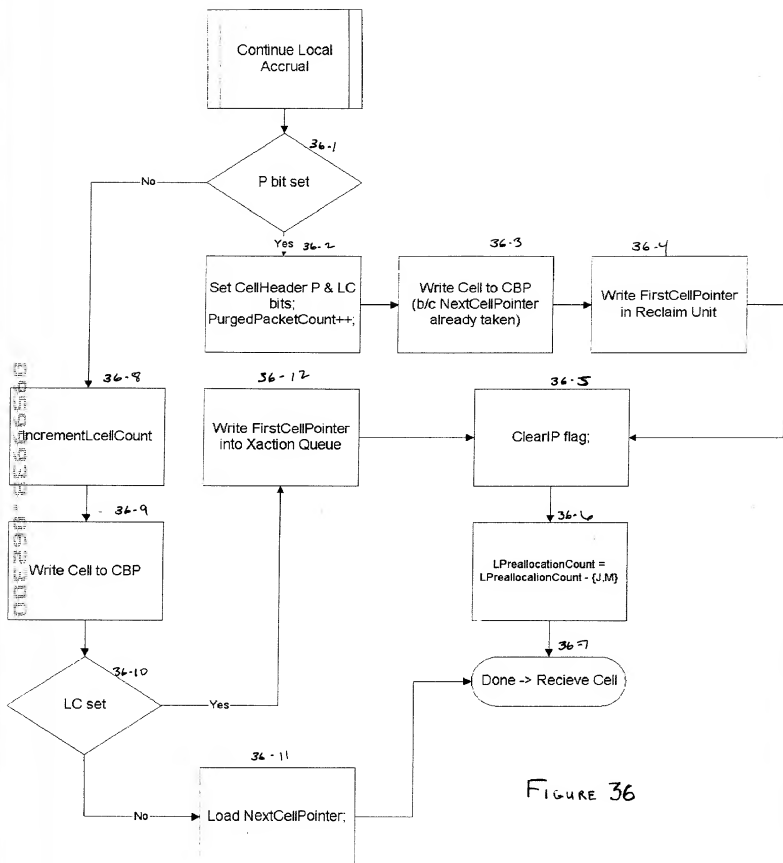 Continue Local
Accrual
36-1
P bit set
No
Yes
36-2
Set CellHeader P & LC
bits;
PurgedPacketCount++;
36-3
Write Cell to CBP
(b/c NextCellPointer
already taken)
36-4
Write FirstCellPointer
in Reclaim Unit
36-8
IncrementLcellCount
36-12
Write FirstCellPointer
into Xaction Queue
36-5
ClearIP flag;
36-9
Write Cell to CBP
36-6
LPreallocationCount =
LPreallocationCount - {J,M}
36-10
LC set
Yes
36-7
Done -> Recieve Cell
36-11
No
Load NextCellPointer;
FIGURE 36